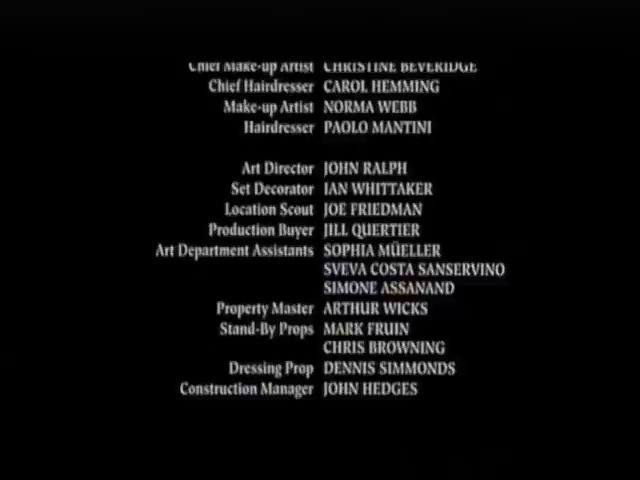 Chief Make-up Artist CHRISTINE BEVERIDGE
Chief Hairdresser CAROL HEMMING
Make-up Artist NORMA WEBB
Hairdresser PAOLO MANTINI
Art Director JOHN RALPH
Set Decorator IAN WHITTAKER
Location Scout JOE FRIEDMAN
Production Buyer JILL QUERTIER
Art Department Assistants SOPHIA MÜELLER
SVEVA COSTA SANSERVINO
SIMONE ASSANAND
Property Master ARTHUR WICKS
Stand-By Props MARK FRUIN
CHRIS BROWNING
Dressing Prop DENNIS SIMMONDS
Construction Manager JOHN HEDGES